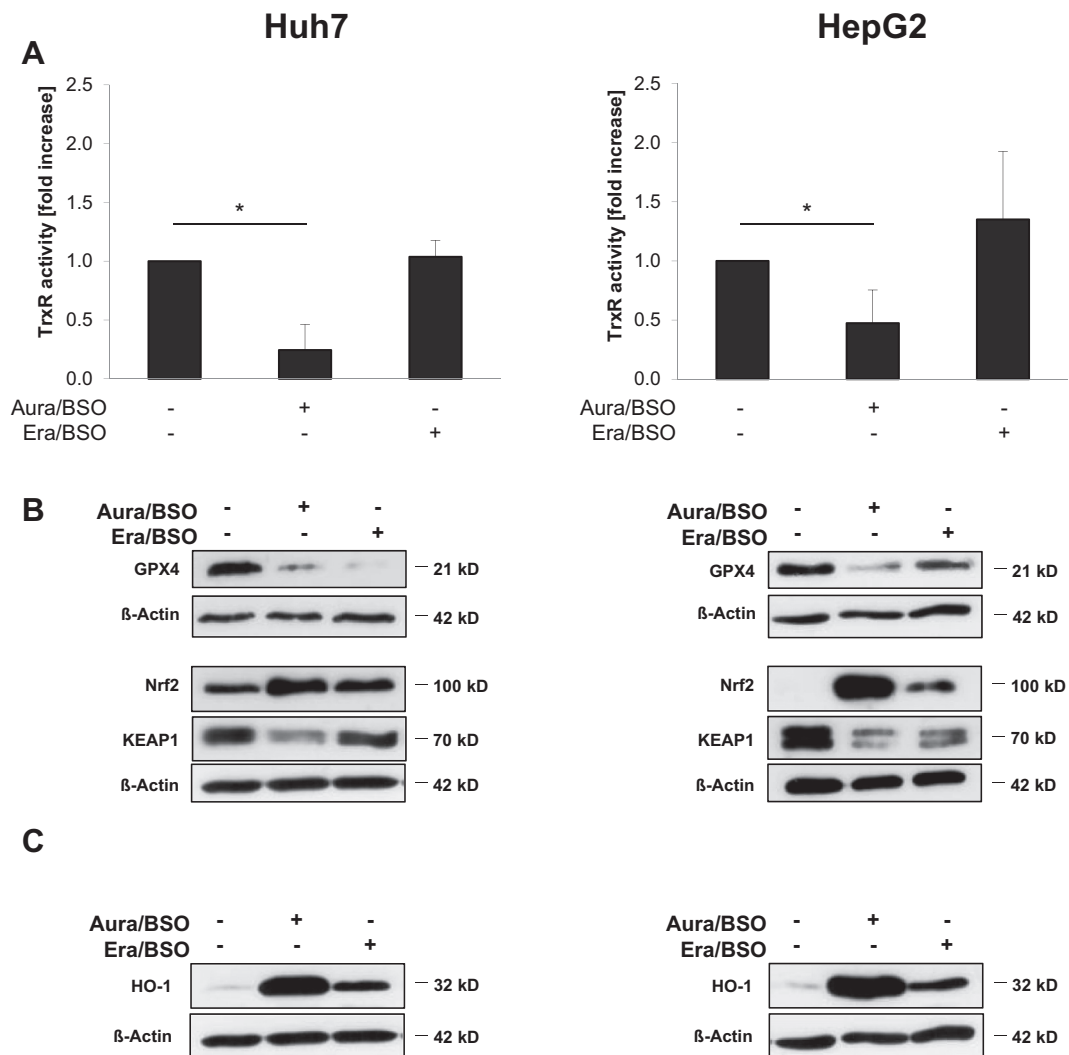 Huh7 HepG2
A
TrxR activity [fold increase]
2.5
2.0
1.5
1.0
0.5
0.0
*
Aura/BSO - + -
Era/BSO - - +
TrxR activity [fold increase]
2.5
2.0
1.5
1.0
0.5
0.0
*
Aura/BSO - + -
Era/BSO - - +
B
Aura/BSO - + -
Era/BSO - - +
GPX4 21 kD
ß-Actin 42 kD
Nrf2 100 kD
KEAP1 70 kD
ß-Actin 42 kD
Aura/BSO - + -
Era/BSO - - +
GPX4 21 kD
ß-Actin 42 kD
Nrf2 100 kD
KEAP1 70 kD
ß-Actin 42 kD
C
Aura/BSO - + -
Era/BSO - - +
HO-1 32 kD
ß-Actin 42 kD
Aura/BSO - + -
Era/BSO - - +
HO-1 32 kD
ß-Actin 42 kD